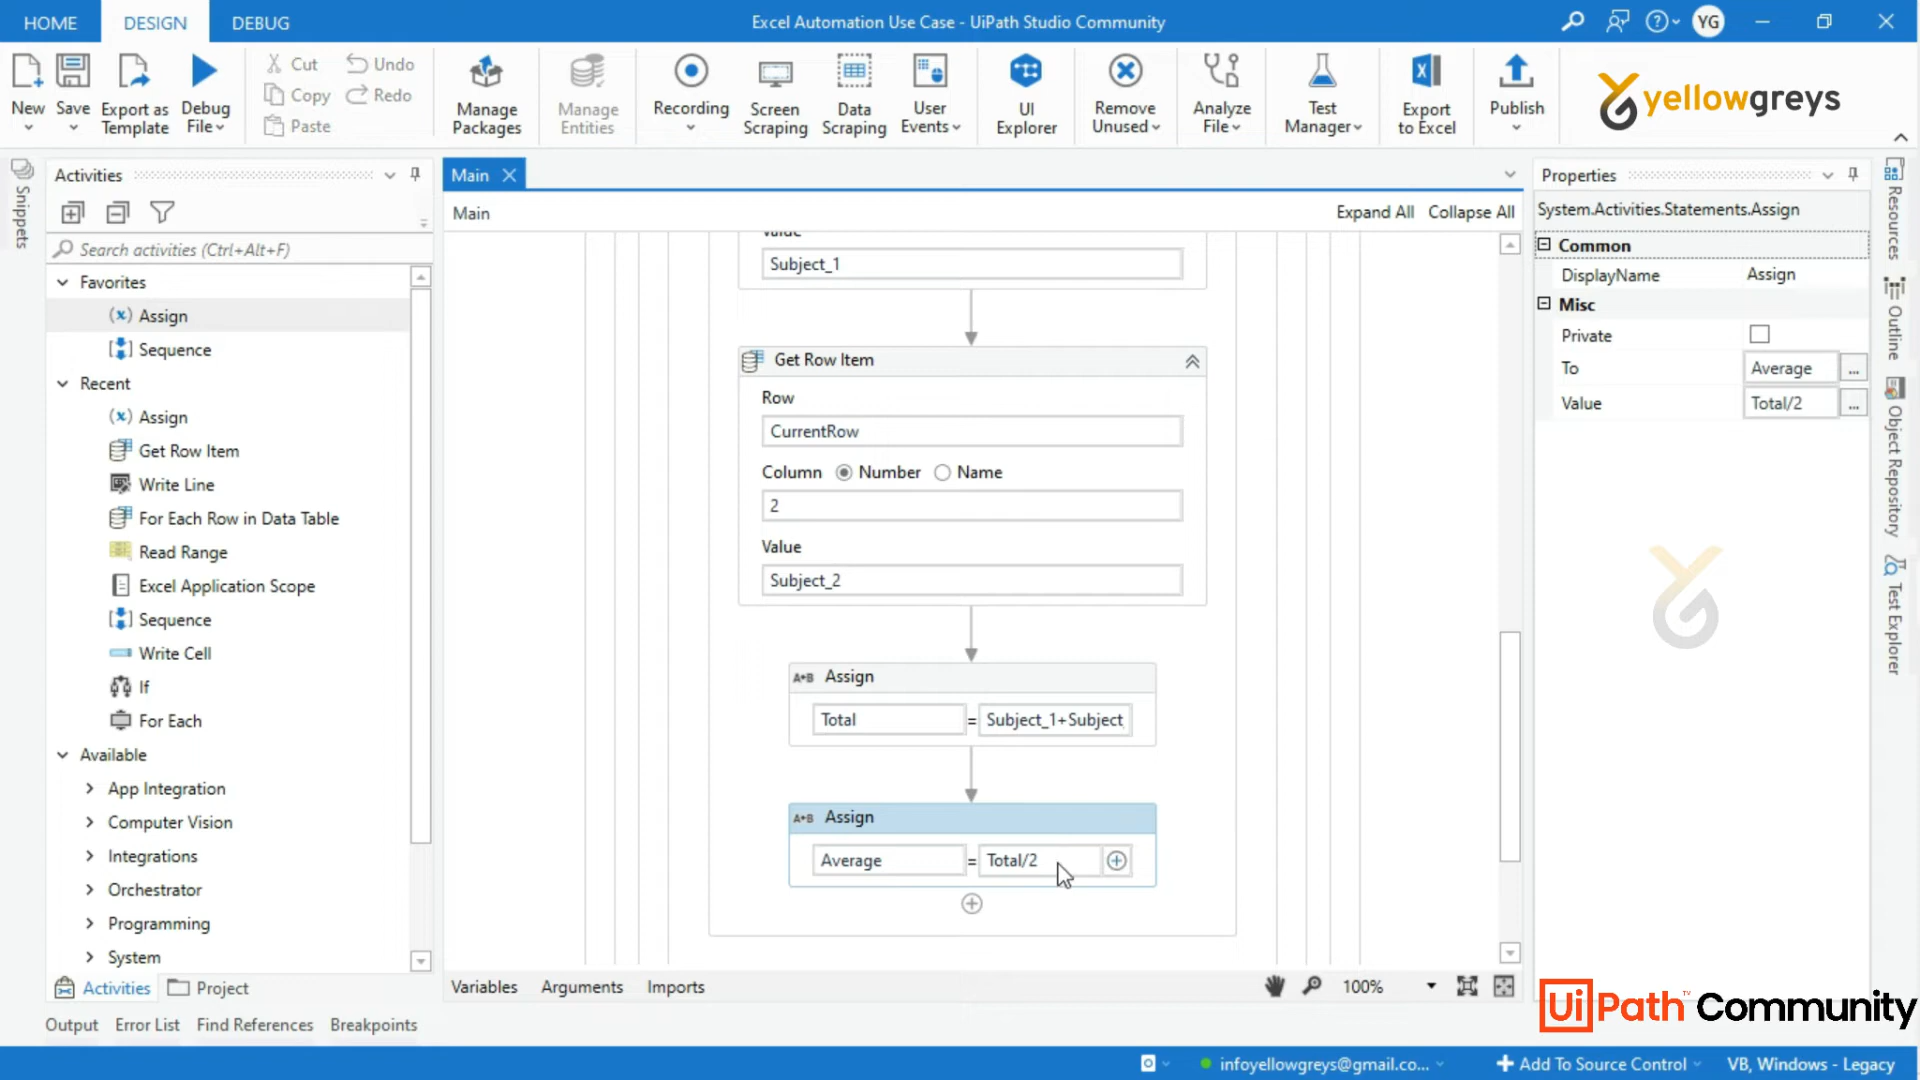 HOME DESIGN DEBUG
Excel Automation Use Case - UiPath Studio Community
YG
New
Save
Export as
Template
Debug
File
Cut
Copy
Paste
Undo
Redo
Manage
Packages
Manage
Entities
Recording
Screen
Scraping
Data
Scraping
User
Events
UI
Explorer
Remove
Unused
Analyze
File
Test
Manager
Export
to Excel
Publish
yellowgreys
Snippets
Activities
Search activities (Ctrl+Alt+F)
Favorites
Assign
Sequence
Recent
Assign
Get Row Item
Write Line
For Each Row in Data Table
Read Range
Excel Application Scope
Sequence
Write Cell
If
For Each
Available
App Integration
Computer Vision
Integrations
Orchestrator
Programming
System
Activities
Project
Main
Main
Expand All
Collapse All
Value
Subject_1
Get Row Item
Row
CurrentRow
Column Number Name
2
Value
Subject_2
A+B Assign
Total = Subject_1+Subject
A+B Assign
Average = Total/2
Variables Arguments Imports
100%
Properties
System.Activities.Statements.Assign
Common
DisplayName Assign
Misc
Private
To Average ...
Value Total/2 ...
Resources
Outline
Object Repository
Test Explorer
UiPath™ Community
Output Error List Find References Breakpoints
infoyellowgreys@gmail.co...
Add To Source Control
VB, Windows - Legacy